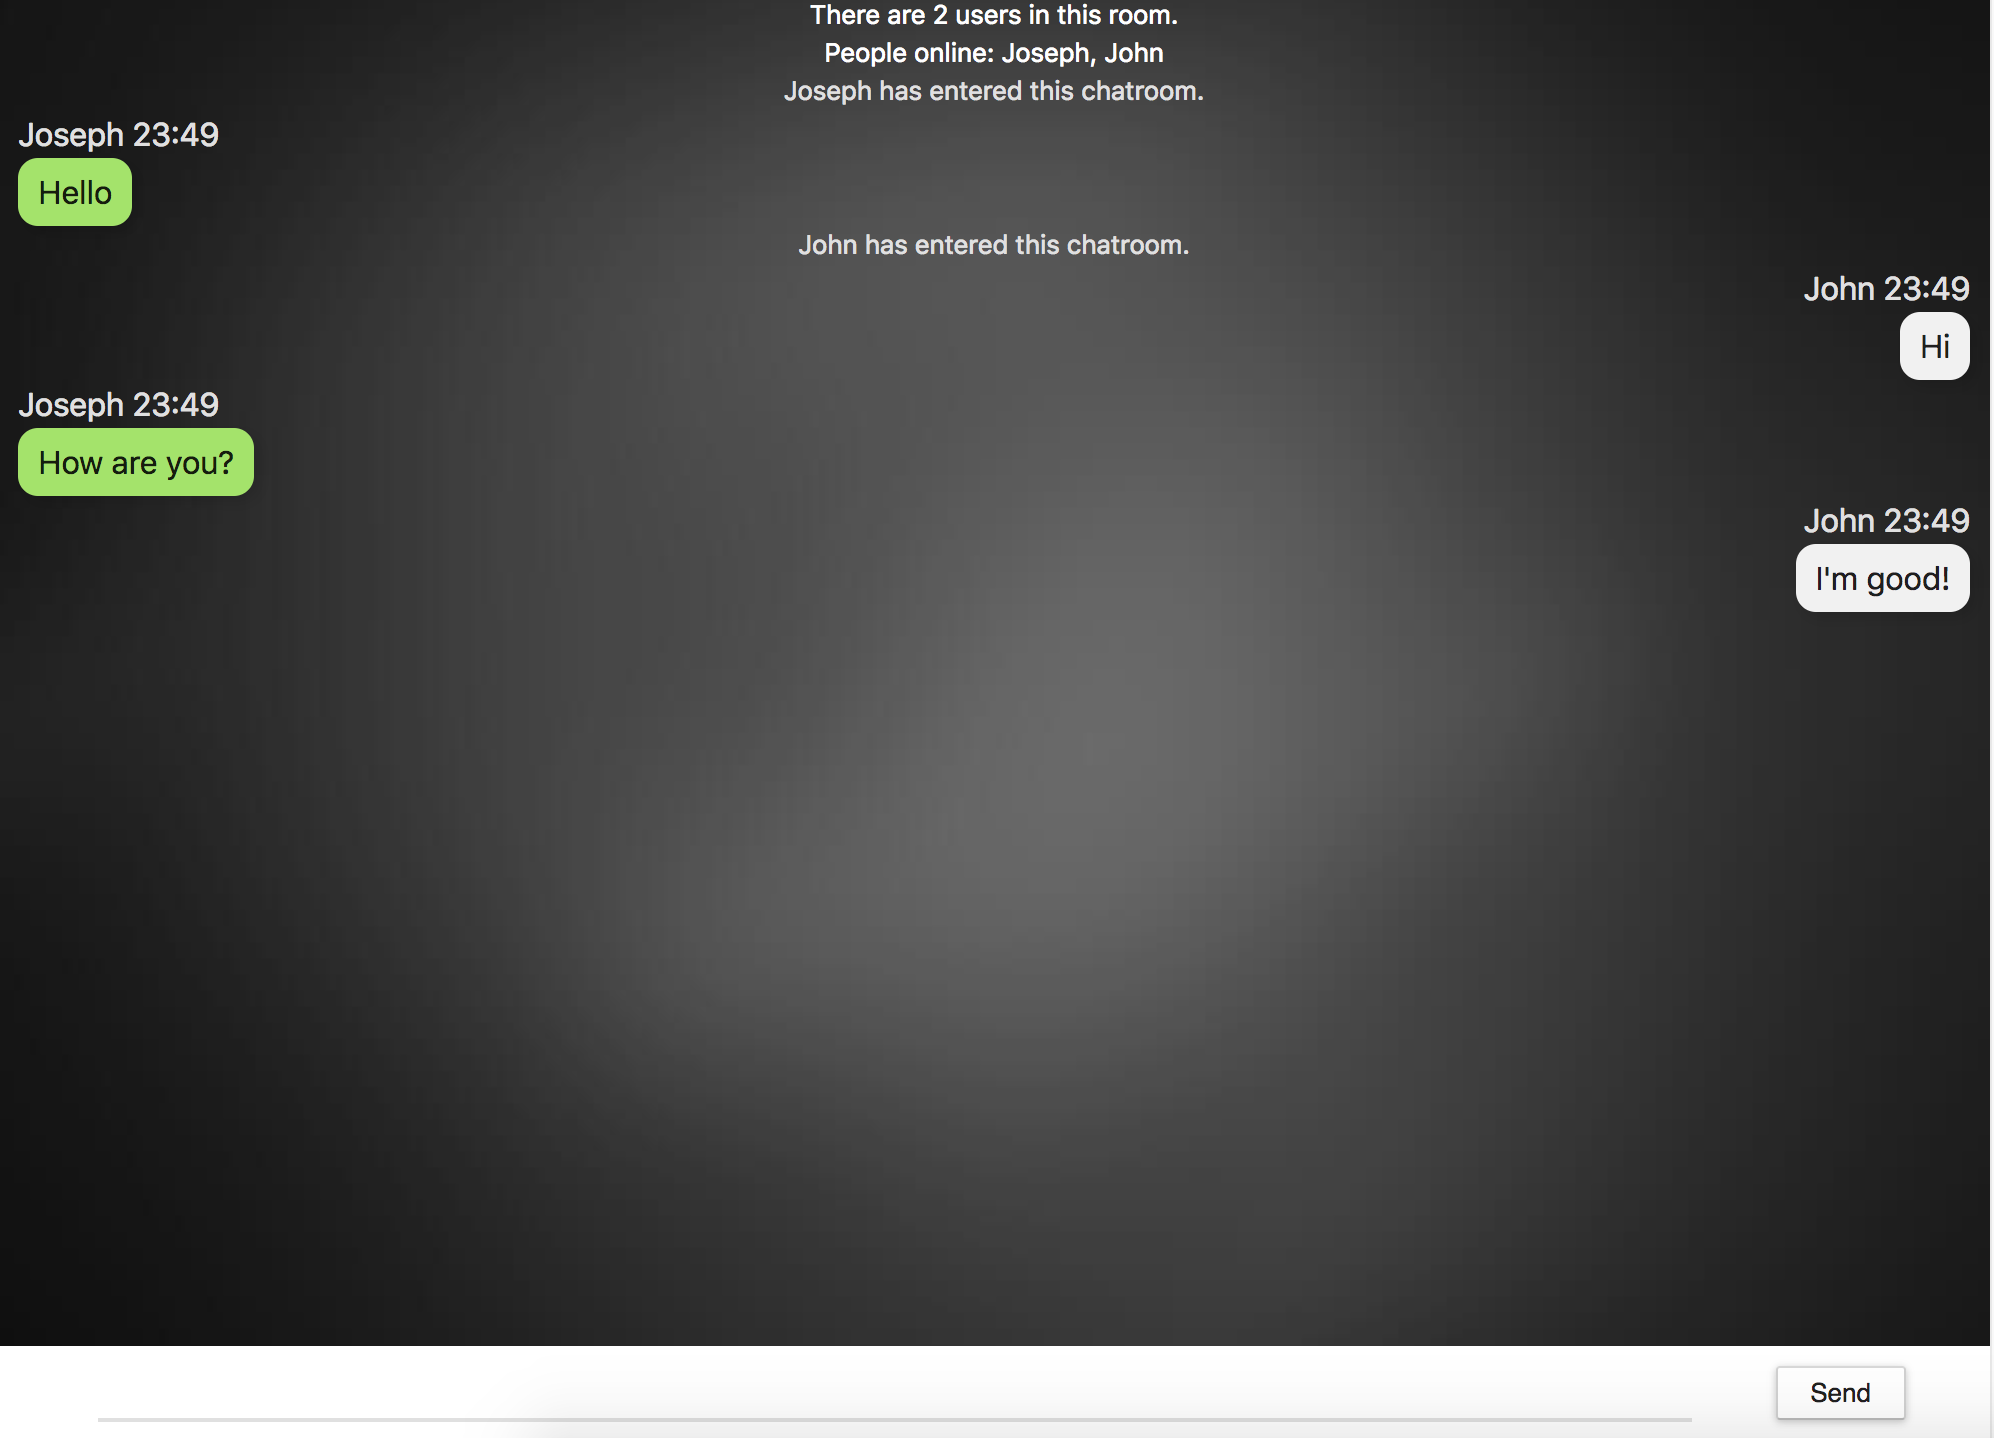 There are 2 users in this room.
People online: Joseph, John
Joseph has entered this chatroom.
Joseph 23:49
Hello
John has entered this chatroom.
John 23:49
Hi
Joseph 23:49
How are you?
John 23:49
I'm good!
Send